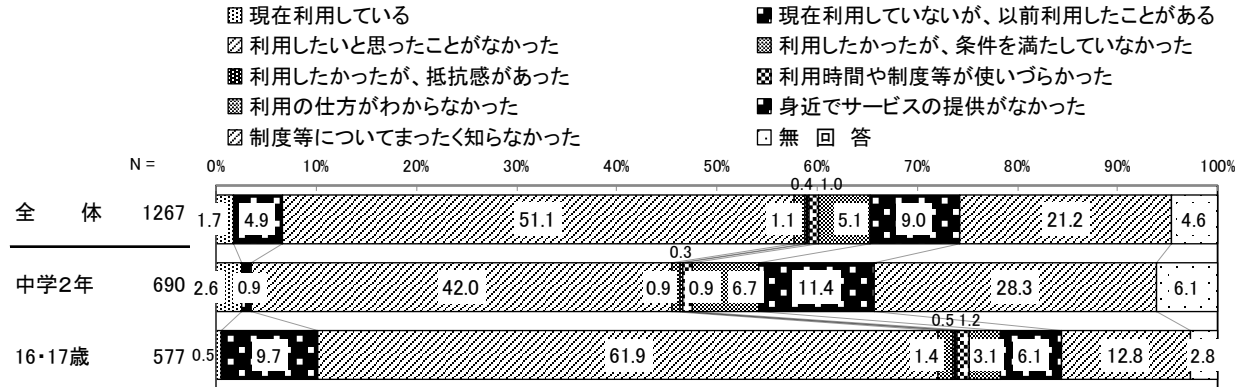 現在利用している 現在利用していないが、以前利用したことがある
利用したいと思ったことがなかった 利用したかったが、条件を満たしていなかった
利用したかったが、抵抗感があった 利用時間や制度等が使いづらかった
利用の仕方がわからなかった 身近でサービスの提供がなかった
制度等についてまったく知らなかった 無 回 答
N = 0% 10% 20% 30% 40% 50% 60% 70% 80% 90% 100%
0.4 1.0
全 体 1267 1.7 4.9 51.1 1.1 5.1 9.0 21.2 4.6
0.3
中学2年 690 2.6 0.9 42.0 0.9 0.9 6.7 11.4 28.3 6.1
0.5 1.2
16・17歳 577 0.5 9.7 61.9 1.4 3.1 6.1 12.8 2.8